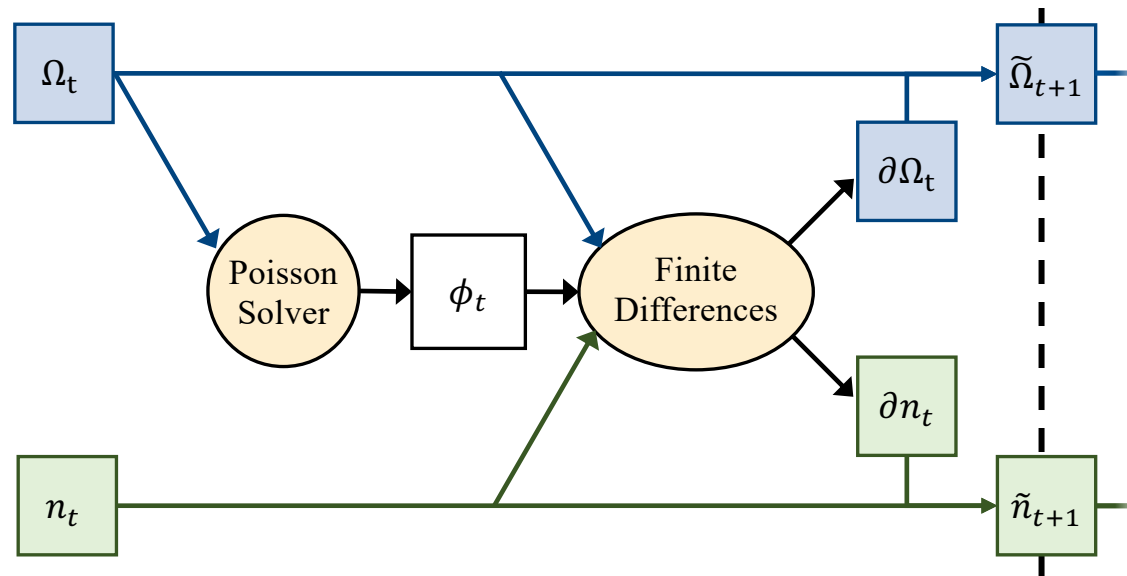 Ωt
Ω̃t+1
∂Ωt
Poisson
Solver
ϕt
Finite
Differences
∂nt
nt
ñt+1